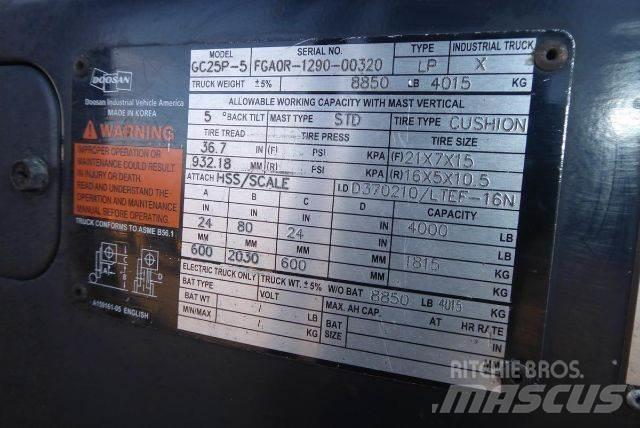 DOOSAN
Doosan Industrial Vehicle America
MADE IN KOREA
WARNING
IMPROPER OPERATION OR
MAINTENANCE COULD RESULT
IN INJURY OR DEATH.
READ AND UNDERSTAND
OPERATION AND MAINTENANCE
MANUAL BEFORE OPERATING.
TRUCK CONFORMS TO ASME B56.1
A B C D
A109161-05 ENGLISH
MODEL SERIAL NO. TYPE INDUSTRIAL TRUCK
GC25P-5 FGA0R-1290-00320 LP X
TRUCK WEIGHT ±5% 8850 LB 4015 KG
ALLOWABLE WORKING CAPACITY WITH MAST VERTICAL
5 °BACK TILT MAST TYPE STD TIRE TYPE CUSHION
TIRE TREAD TIRE PRESS TIRE SIZE
36.7 IN (F) PSI KPA (F) 21X7X15
932.18 MM (R) PSI KPA (R) 16X5X10.5
ATTACH HSS/SCALE I.D D370210/LTEF-16N
A B C D CAPACITY
IN IN IN IN
24 80 24 4000 LB
MM MM MM MM
600 2030 600 1815 KG
ELECTRIC TRUCK ONLY TRUCK WT. ±5% W/O BAT 8850 LB 4015 KG
BAT TYPE VOLT MAX. AH CAP. AT HR RATE
BAT WT / LB BAT IN
MIN/MAX / KG SIZE MM
RITCHIE BROS.
MASCUS